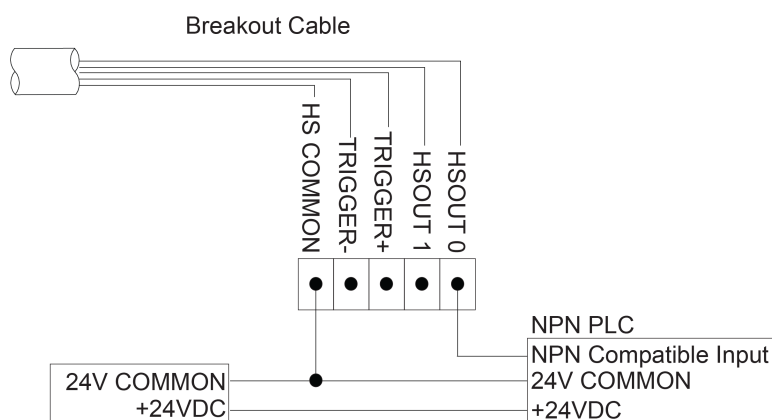 Breakout Cable
HS COMMON
TRIGGER-
TRIGGER+
HSOUT 1
HSOUT 0
NPN PLC
NPN Compatible Input
24V COMMON
24V COMMON
+24VDC
+24VDC